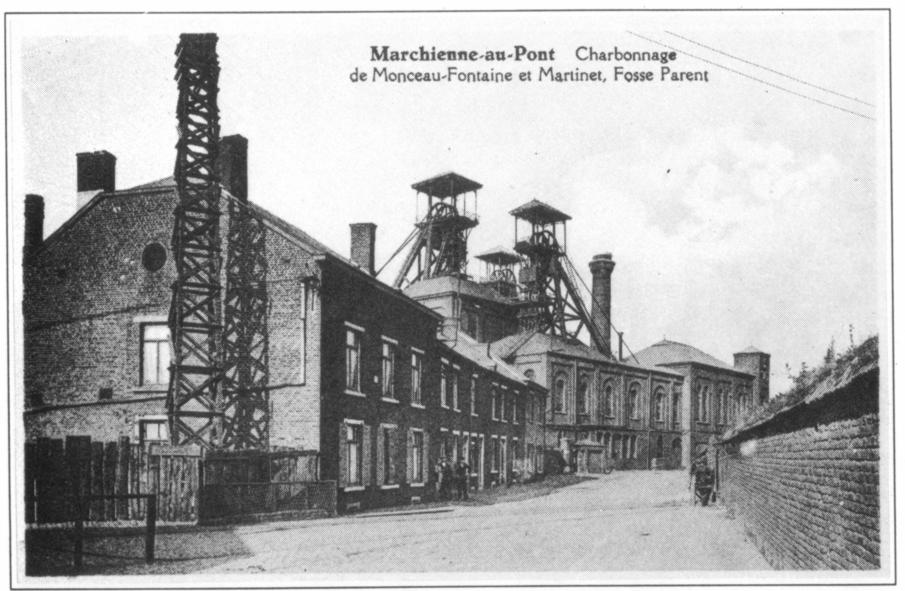 Marchienne-au-Pont Charbonnage
de Monceau-Fontaine et Martinet, Fosse Parent